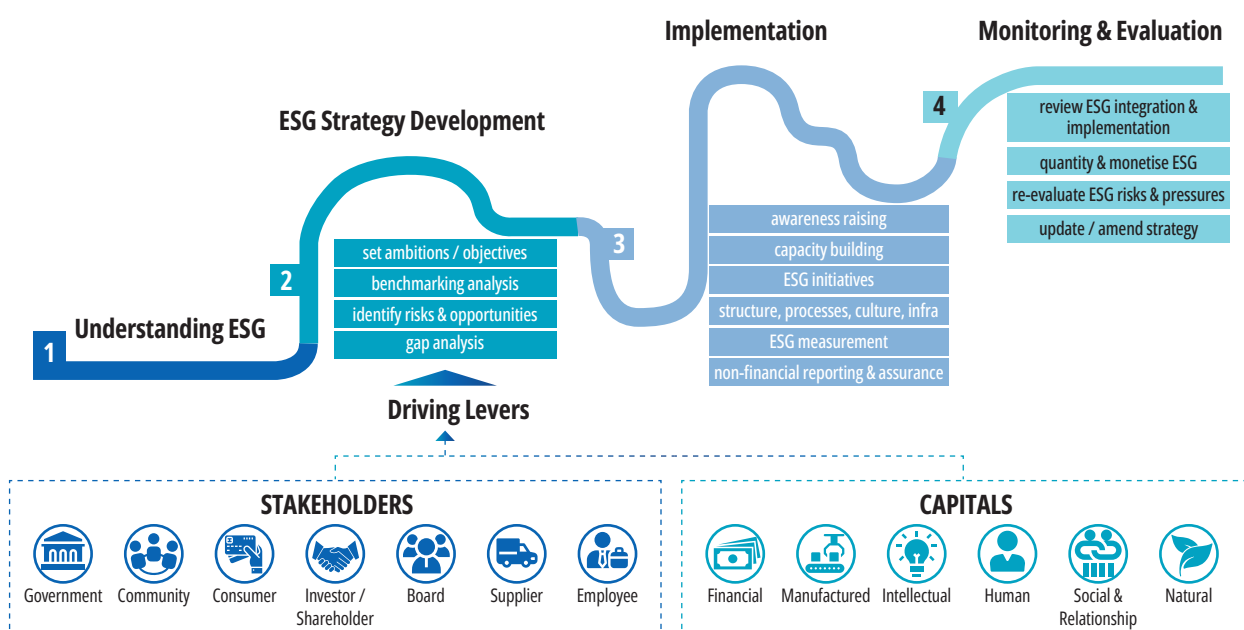 Implementation
Monitoring & Evaluation
ESG Strategy Development
Understanding ESG
1
2
set ambitions / objectives
benchmarking analysis
identify risks & opportunities
gap analysis
3
awareness raising
capacity building
ESG initiatives
structure, processes, culture, infra
ESG measurement
non-financial reporting & assurance
4
review ESG integration &
implementation
quantity & monetise ESG
re-evaluate ESG risks & pressures
update / amend strategy
Driving Levers
STAKEHOLDERS
Government
Community
Consumer
Investor /
Shareholder
Board
Supplier
Employee
CAPITALS
Financial
Manufactured
Intellectual
Human
Social &
Relationship
Natural